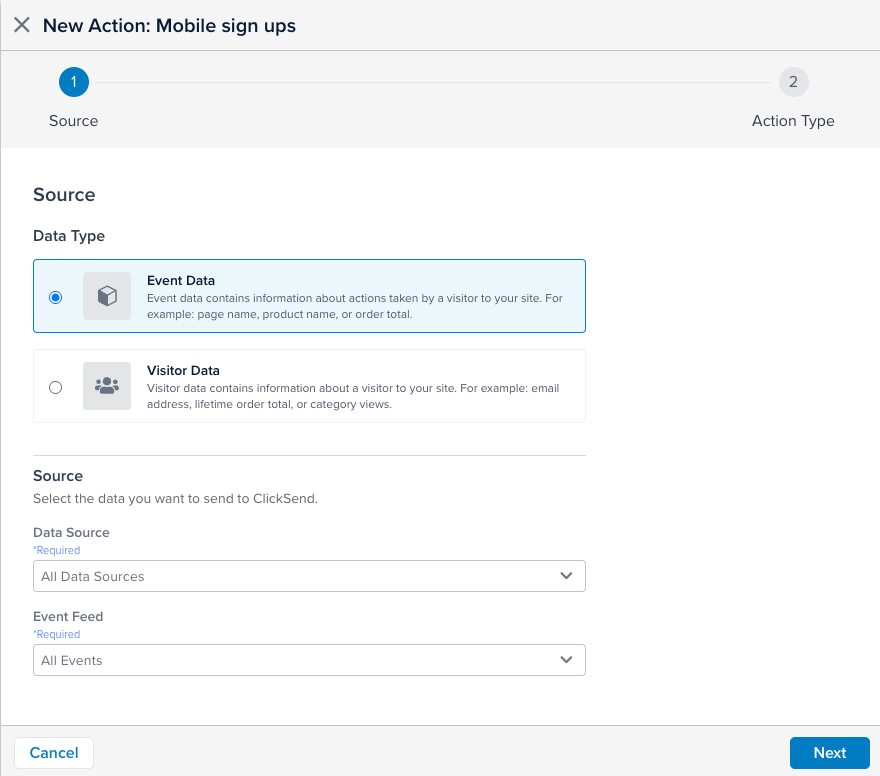 New Action: Mobile sign ups
1
2
Source
Action Type
Source
Data Type
Event Data
Event data contains information about actions taken by a visitor to your site. For
example: page name, product name, or order total.
Visitor Data
Visitor data contains information about a visitor to your site. For example: email
address, lifetime order total, or category views.
Source
Select the data you want to send to ClickSend.
Data Source
*Required
All Data Sources
Event Feed
*Required
All Events
Cancel
Next